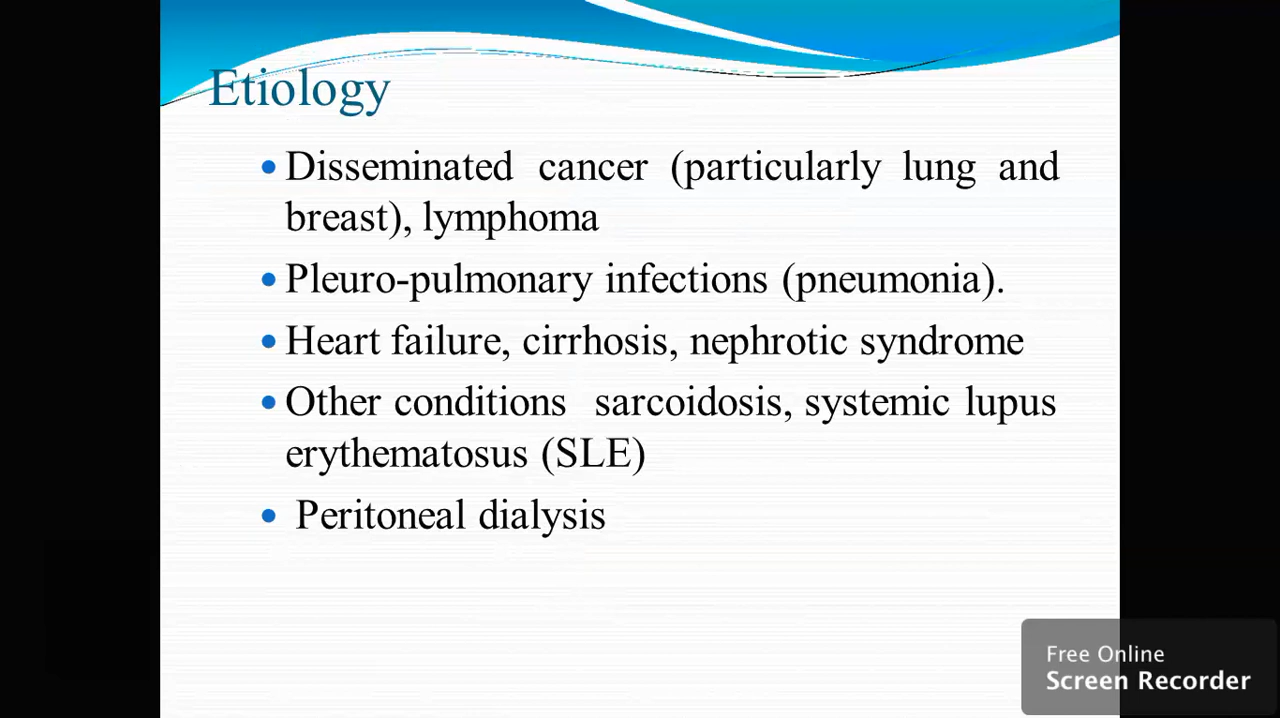 Etiology
• Disseminated cancer (particularly lung and
breast), lymphoma
• Pleuro-pulmonary infections (pneumonia).
• Heart failure, cirrhosis, nephrotic syndrome
• Other conditions  sarcoidosis, systemic lupus
erythematosus (SLE)
• Peritoneal dialysis
Free Online
Screen Recorder